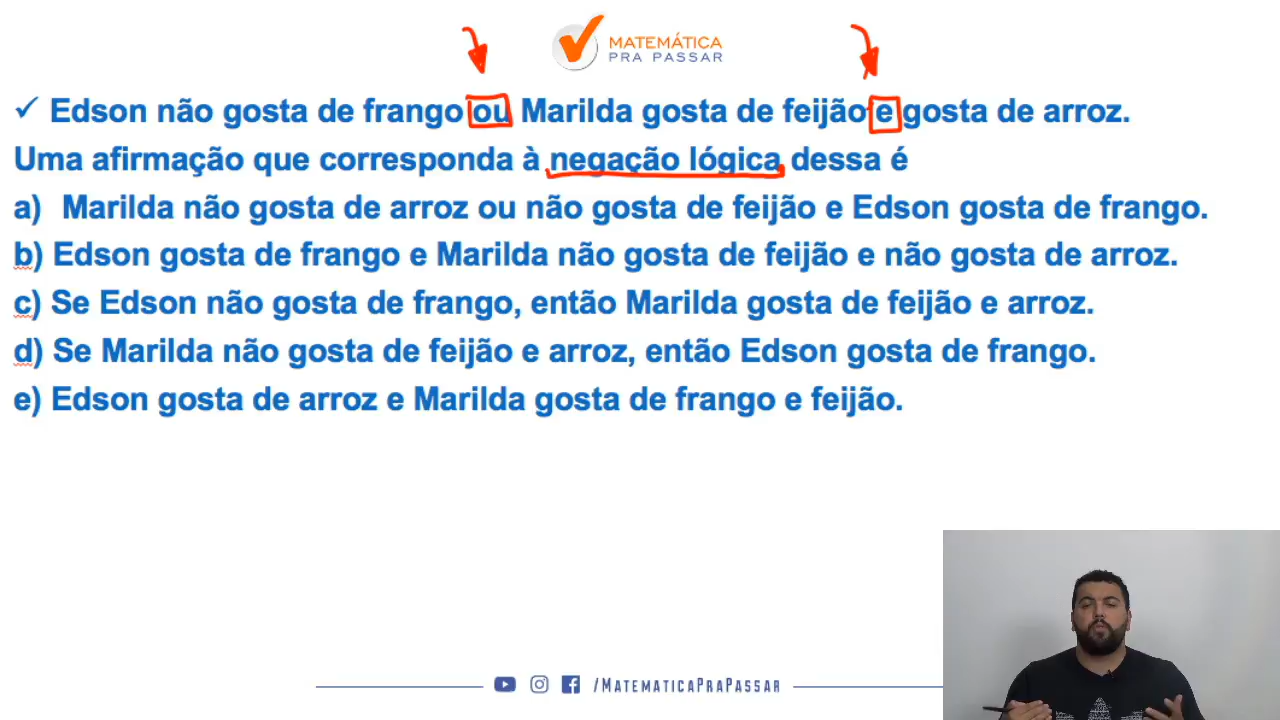 MATEMÁTICA
PRA PASSAR
✓ Edson não gosta de frango ou Marilda gosta de feijão e gosta de arroz.
Uma afirmação que corresponda à negação lógica dessa é
a) Marilda não gosta de arroz ou não gosta de feijão e Edson gosta de frango.
b) Edson gosta de frango e Marilda não gosta de feijão e não gosta de arroz.
c) Se Edson não gosta de frango, então Marilda gosta de feijão e arroz.
d) Se Marilda não gosta de feijão e arroz, então Edson gosta de frango.
e) Edson gosta de arroz e Marilda gosta de frango e feijão.
/MATEMATICAPRAPASSAR